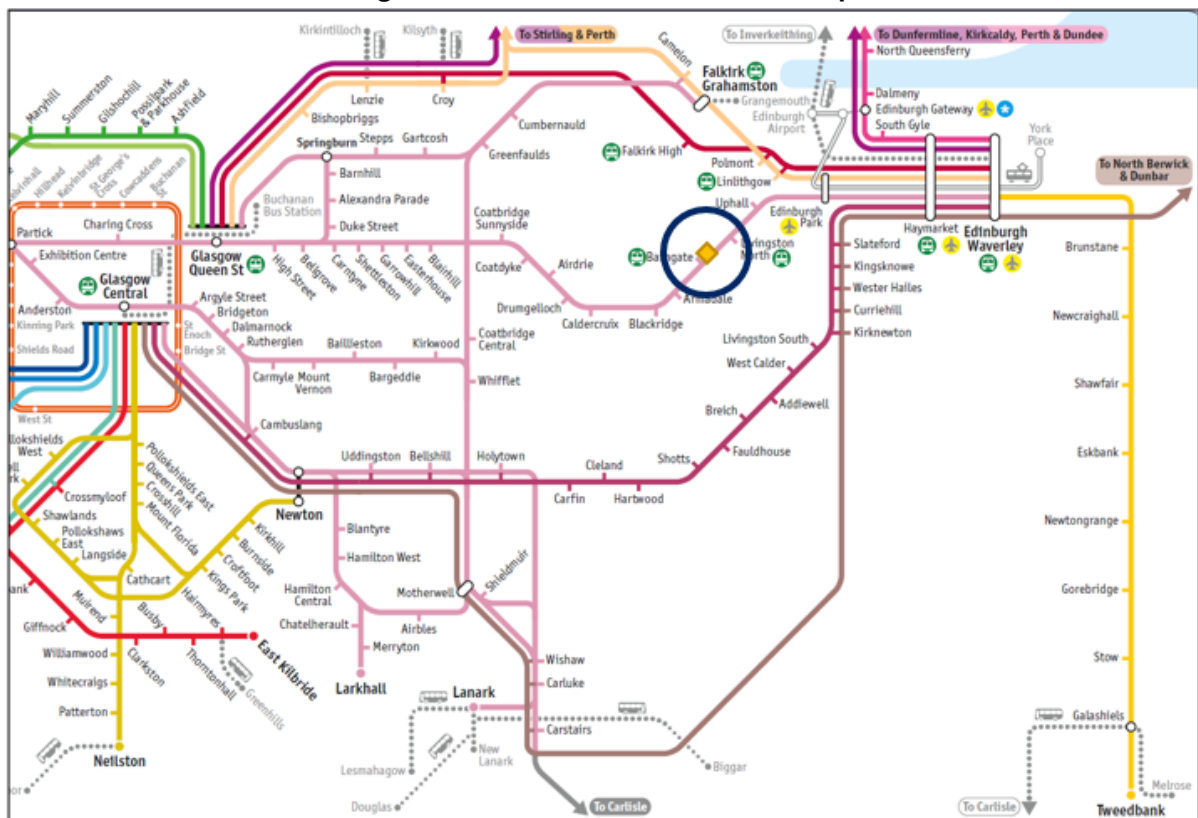 To Stirling & Perth
To Inverkeithing
To Dunfermline, Kirkcaldy, Perth & Dundee
To North Berwick
& Dunbar
Kirkintilloch
Kilsyth
Lenzie
Croy
Bishopbriggs
Camelon
Falkirk
Grahamston
Grangemouth
Edinburgh
Airport
North Queensferry
Dalmeny
Edinburgh Gateway
South Gyle
York
Place
Maryhill
Summerston
Gilshochill
Possilpark
& Parkhouse
Ashfield
Hillhead
Kelvinbridge
St George's
Cross
Cowcaddens
Buchanan
St
Buchanan
Bus Station
Springburn
Stepps
Gartcosh
Cumbernauld
Greenfaulds
Barnhill
Alexandra Parade
Duke Street
Falkirk High
Polmont
Linlithgow
Uphall
Edinburgh
Park
Livingston
North
Haymarket
Edinburgh
Waverley
Partick
Charing Cross
Exhibition Centre
Glasgow
Queen St
High Street
Bellgrove
Carntyne
Shettleston
Garrowhill
Easterhouse
Blairhill
Coatbridge
Sunnyside
Coatdyke
Airdrie
Drumgelloch
Caldercruix
Blackridge
Armadale
Bathgate
Slateford
Kingsknowe
Wester Hailes
Curriehill
Kirknewton
Brunstane
Newcraighall
Shawfair
Eskbank
Newtongrange
Gorebridge
Stow
Galashiels
Melrose
Tweedbank
To Carlisle
Glasgow
Central
Anderston
Kinning Park
Shields Road
West St
St
Enoch
Bridge St
Argyle Street
Bridgeton
Dalmarnock
Rutherglen
Carmyle
Mount
Vernon
Baillieston
Bargeddie
Kirkwood
Coatbridge
Central
Whifflet
Cambuslang
Newton
Uddingston
Bellshill
Holytown
Carfin
Cleland
Hartwood
Shotts
Fauldhouse
Breich
Addiewell
West Calder
Livingston South
Blantyre
Hamilton West
Hamilton
Central
Chatelherault
Merryton
Larkhall
Airbles
Motherwell
Shieldmuir
Wishaw
Carluke
Carstairs
Lanark
New
Lanark
Lesmahagow
Douglas
Biggar
To Carlisle
West
Crossmyloof
Shawlands
Pollokshaws
East
Langside
Pollokshields East
Queens Park
Crosshill
Mount Florida
Cathcart
Kirkhill
Burnside
Croftfoot
Kings Park
Muirend
Williamwood
Whitecraigs
Patterton
Neilston
Giffnock
Clarkston
Busby
Thorntonhall
Hairmyres
East Kilbride
Greenhills